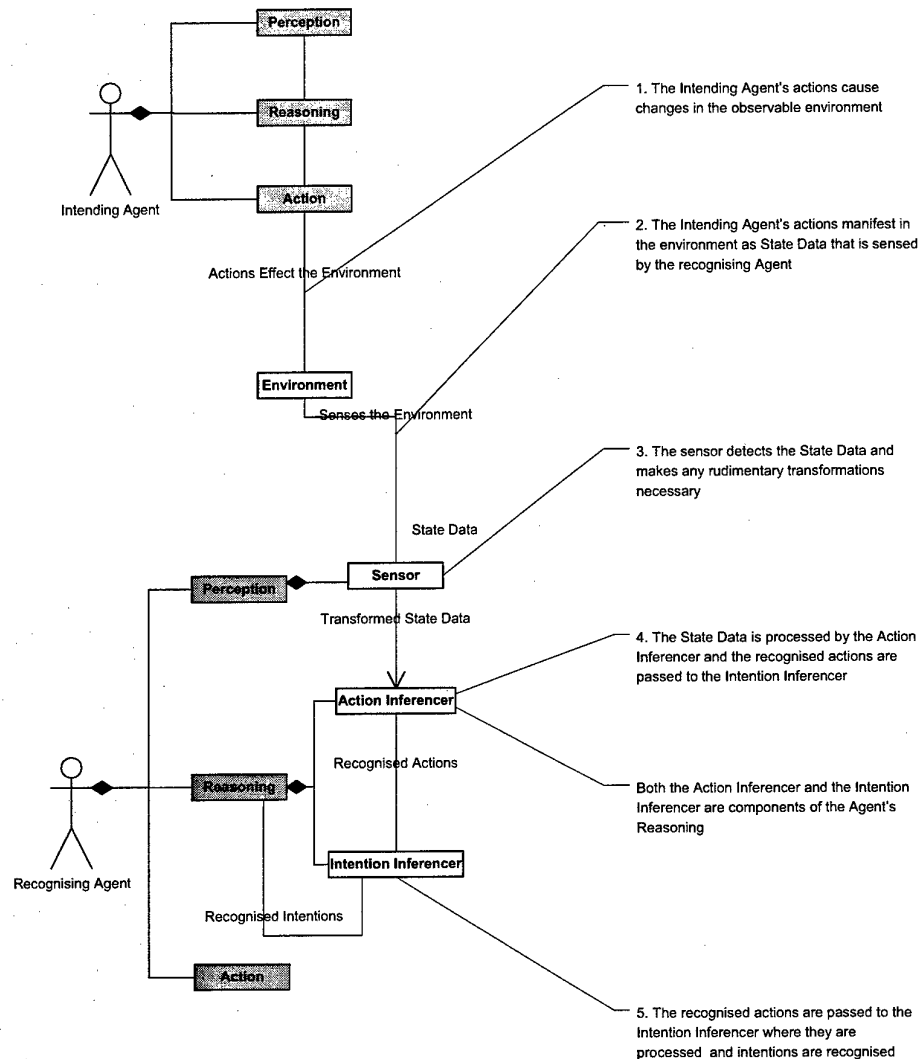 Perception
Reasoning
Action
Intending Agent
1. The Intending Agent's actions cause
changes in the observable environment
2. The Intending Agent's actions manifest in
the environment as State Data that is sensed
by the recognising Agent
Actions Effect the Environment
Environment
Senses the Environment
3. The sensor detects the State Data and
makes any rudimentary transformations
necessary
State Data
Sensor
Perception
Transformed State Data
4. The State Data is processed by the Action
Inferencer and the recognised actions are
passed to the Intention Inferencer
Action Inferencer
Recognised Actions
Reasoning
Both the Action Inferencer and the Intention
Inferencer are components of the Agent's
Reasoning
Intention Inferencer
Recognising Agent
Recognised Intentions
Action
5. The recognised actions are passed to the
Intention Inferencer where they are
processed and intentions are recognised